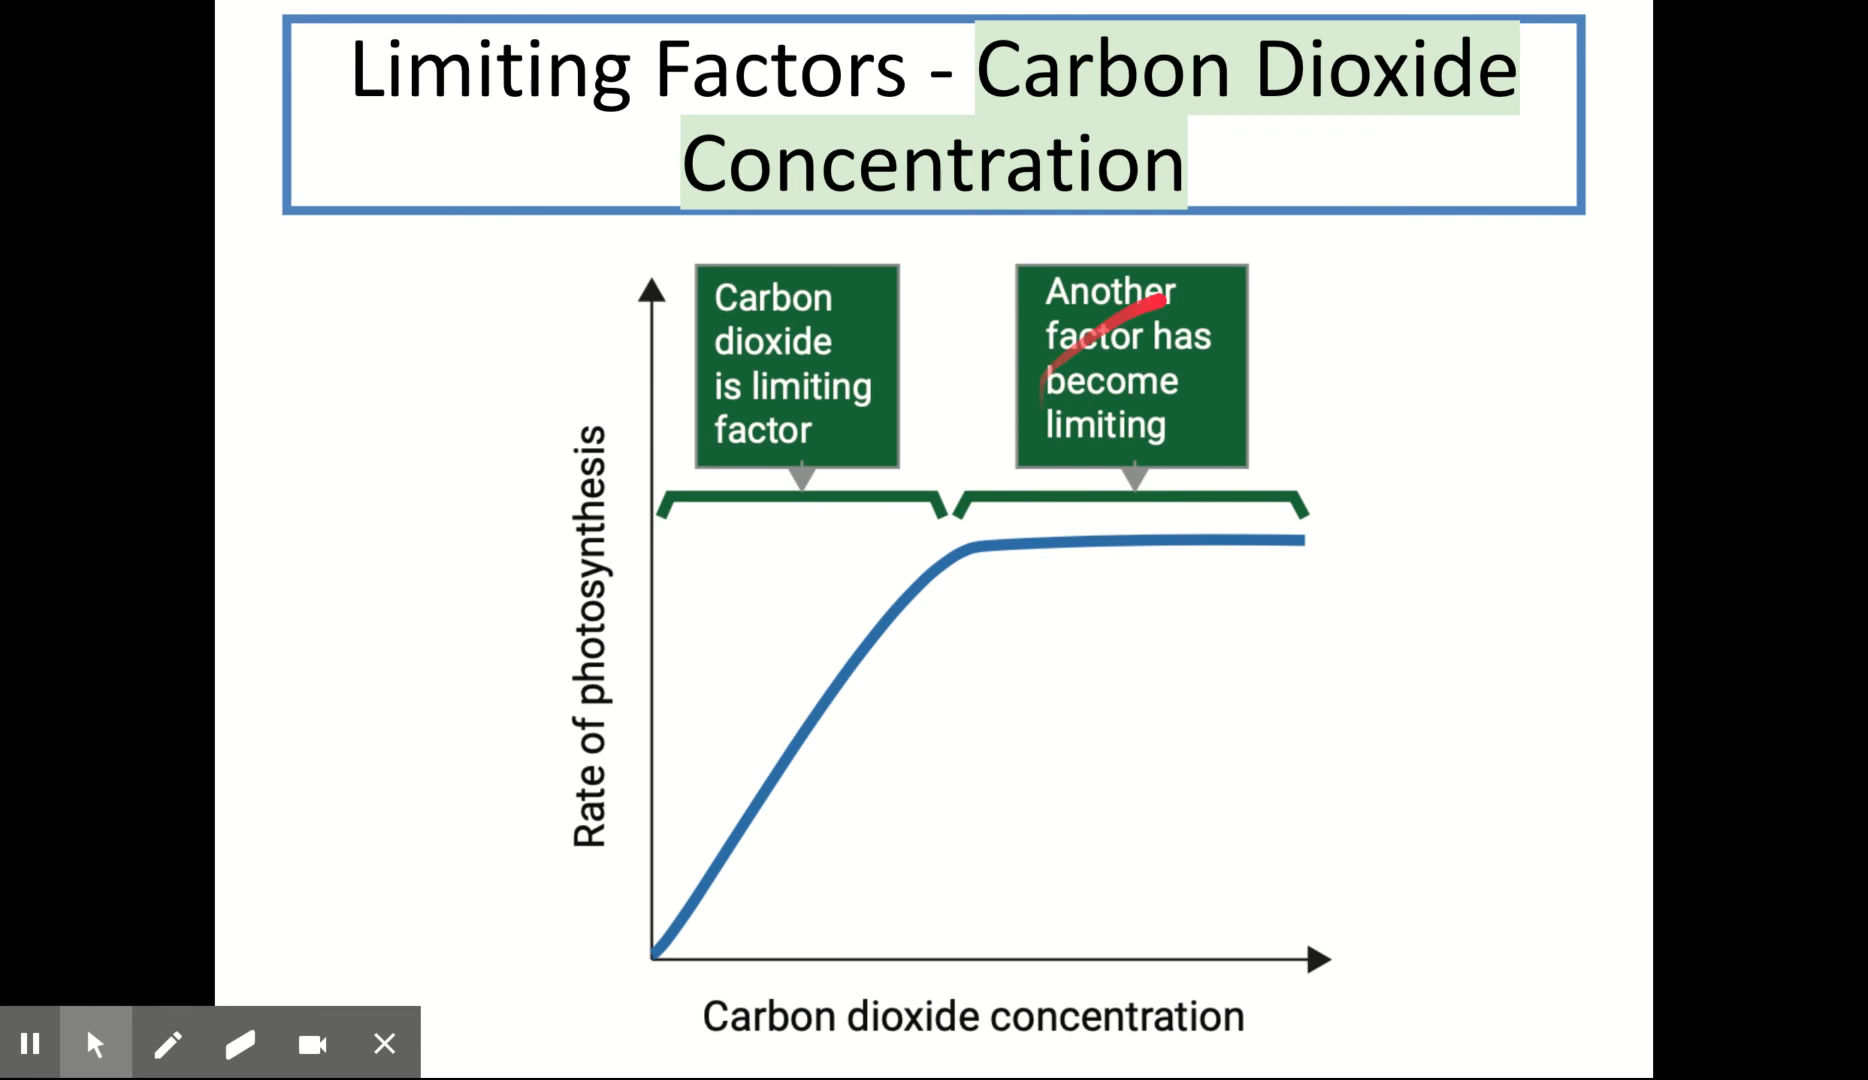 Limiting Factors - Carbon Dioxide
Concentration
Carbon
dioxide
is limiting
factor
Another
factor has
become
limiting
Rate of photosynthesis
Carbon dioxide concentration